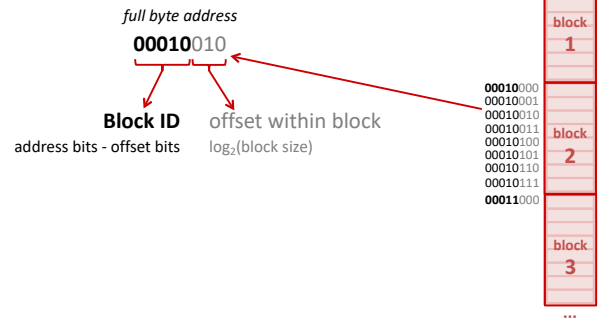 full byte address
00010010
Block ID
address bits - offset bits
offset within block
log₂(block size)
00010000
00010001
00010010
00010011
00010100
00010101
00010110
00010111
00011000
block
1
block
2
block
3
...